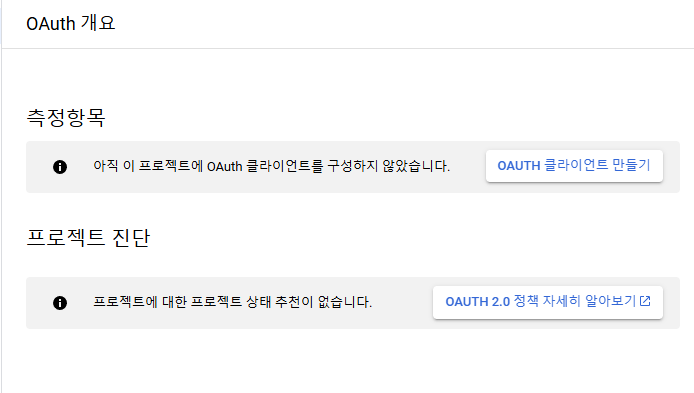 OAuth 개요
측정항목
아직 이 프로젝트에 OAuth 클라이언트를 구성하지 않았습니다.
OAUTH 클라이언트 만들기
프로젝트 진단
프로젝트에 대한 프로젝트 상태 추천이 없습니다.
OAUTH 2.0 정책 자세히 알아보기